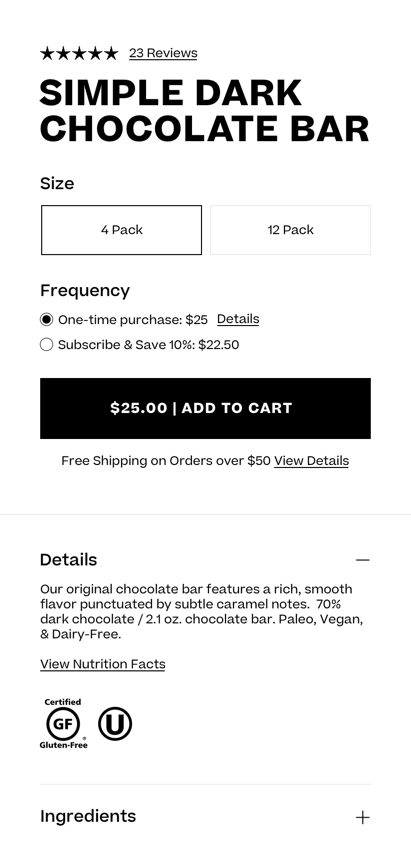 ★★★★★ 23 Reviews
SIMPLE DARK
CHOCOLATE BAR
Size
4 Pack 12 Pack
Frequency
One-time purchase: $25 Details
Subscribe & Save 10%: $22.50
$25.00 | ADD TO CART
Free Shipping on Orders over $50 View Details
Details
Our original chocolate bar features a rich, smooth
flavor punctuated by subtle caramel notes. 70%
dark chocolate / 2.1 oz. chocolate bar. Paleo, Vegan,
& Dairy-Free.
View Nutrition Facts
Certified
GF U
Gluten-Free®
Ingredients